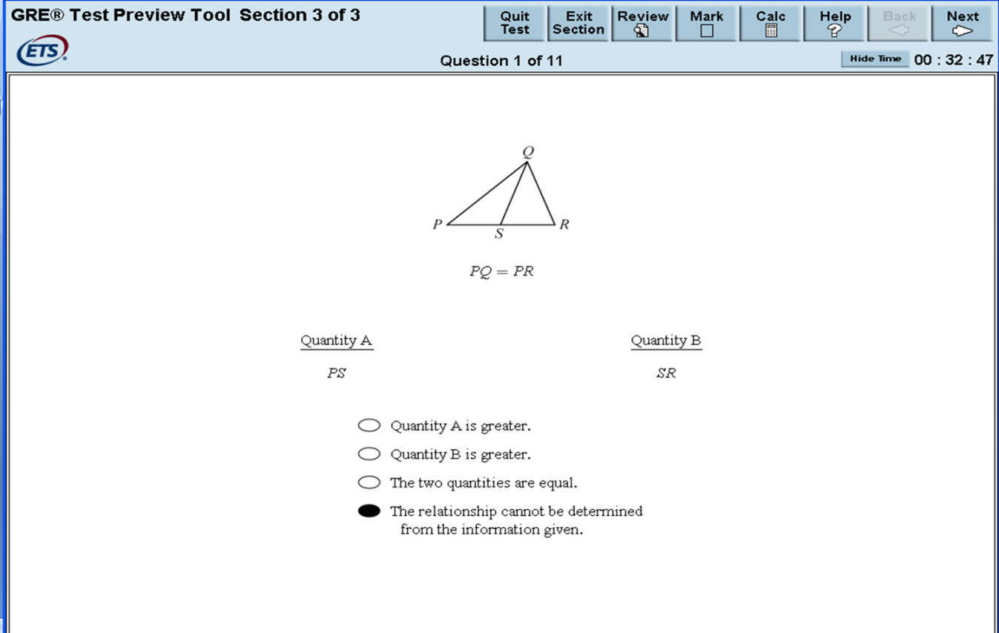 GRE® Test Preview Tool Section 3 of 3
Quit Test
Exit Section
Review
Mark
Calc
Help
Back
Next
ETS®
Question 1 of 11
Hide Time 00 : 32 : 47
Q
P
S
R
PQ = PR
Quantity A
Quantity B
PS
SR
Quantity A is greater.
Quantity B is greater.
The two quantities are equal.
The relationship cannot be determined
from the information given.